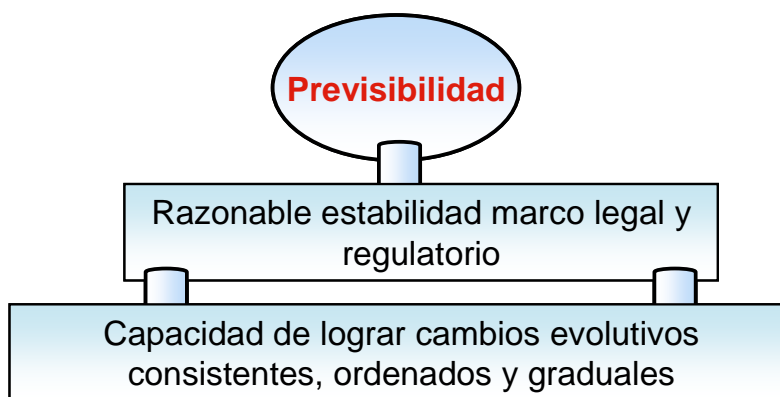 Previsibilidad
Razonable estabilidad marco legal y
regulatorio
Capacidad de lograr cambios evolutivos
consistentes, ordenados y graduales